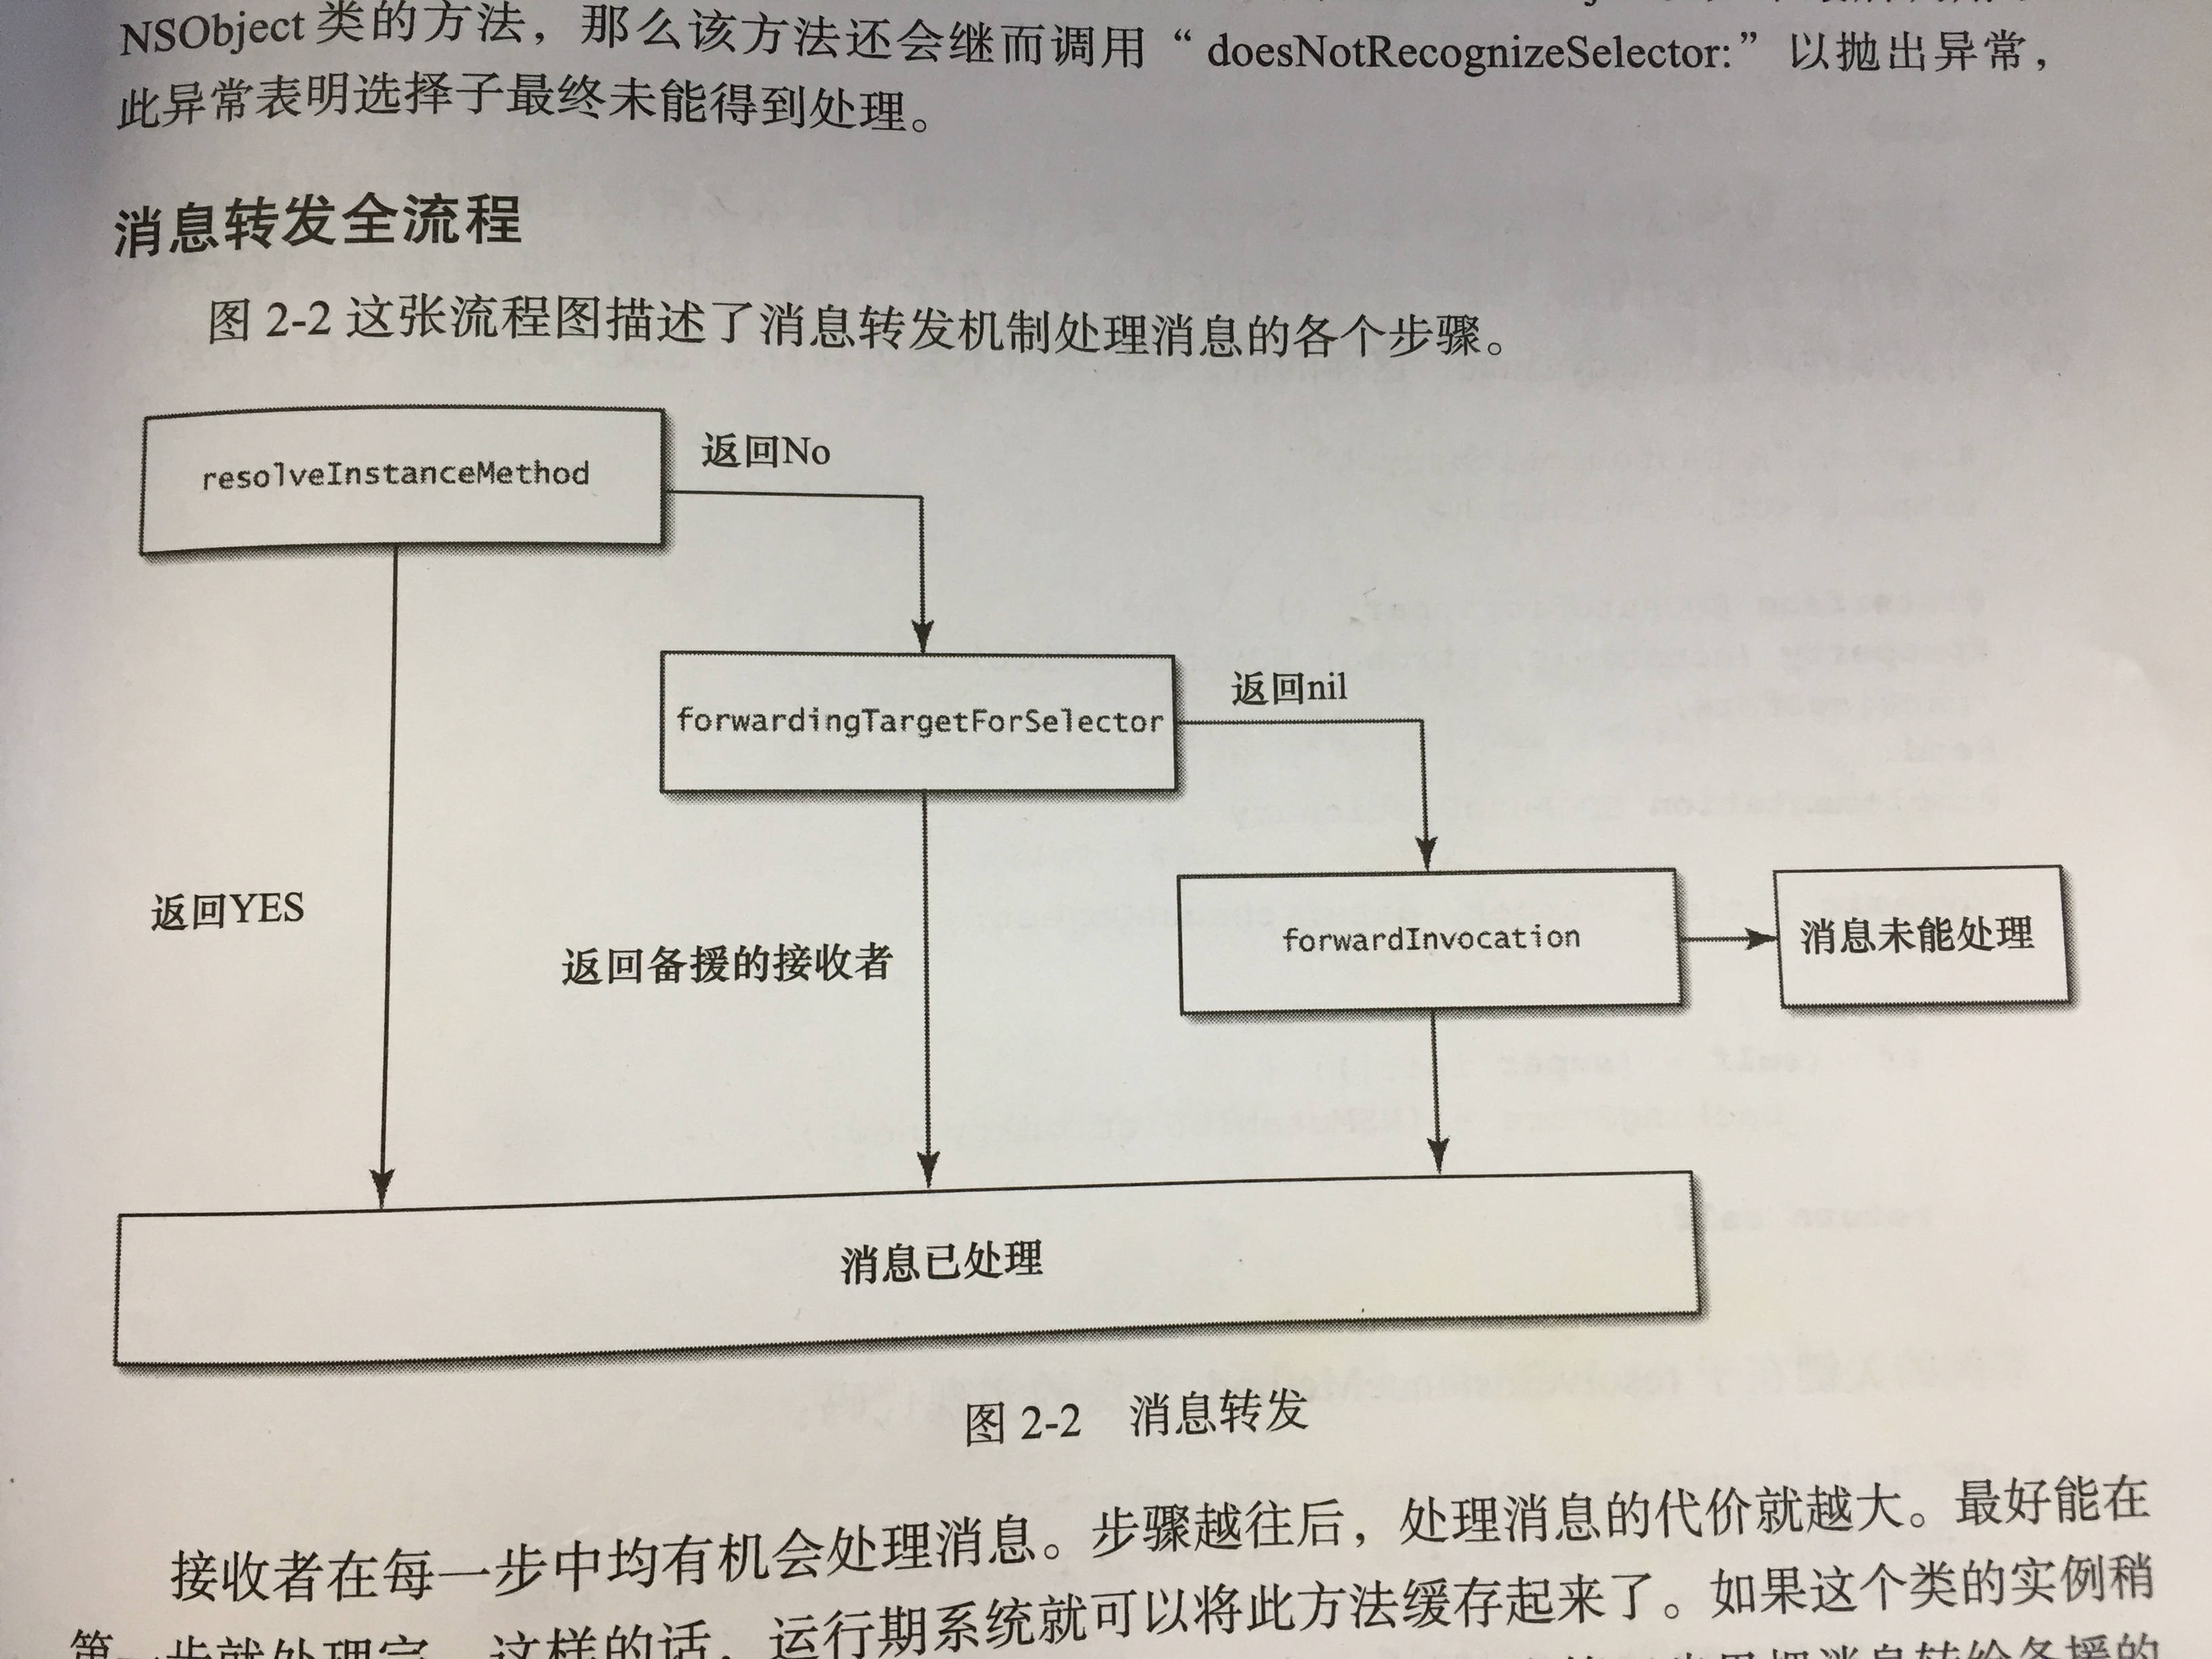 NSObject 类的方法，那么该方法还会继而调用“doesNotRecognizeSelector:”以抛出异常，
此异常表明选择子最终未能得到处理。
消息转发全流程
图 2-2 这张流程图描述了消息转发机制处理消息的各个步骤。
resolveInstanceMethod
返回No
forwardingTargetForSelector
返回nil
返回YES
返回备援的接收者
forwardInvocation
消息未能处理
消息已处理
图 2-2 消息转发
接收者在每一步中均有机会处理消息。步骤越往后，处理消息的代价就越大。最好能在
第一步就处理完，这样的话，运行期系统就可以将此方法缓存起来了。如果这个类的实例稍
把消息转给备援的